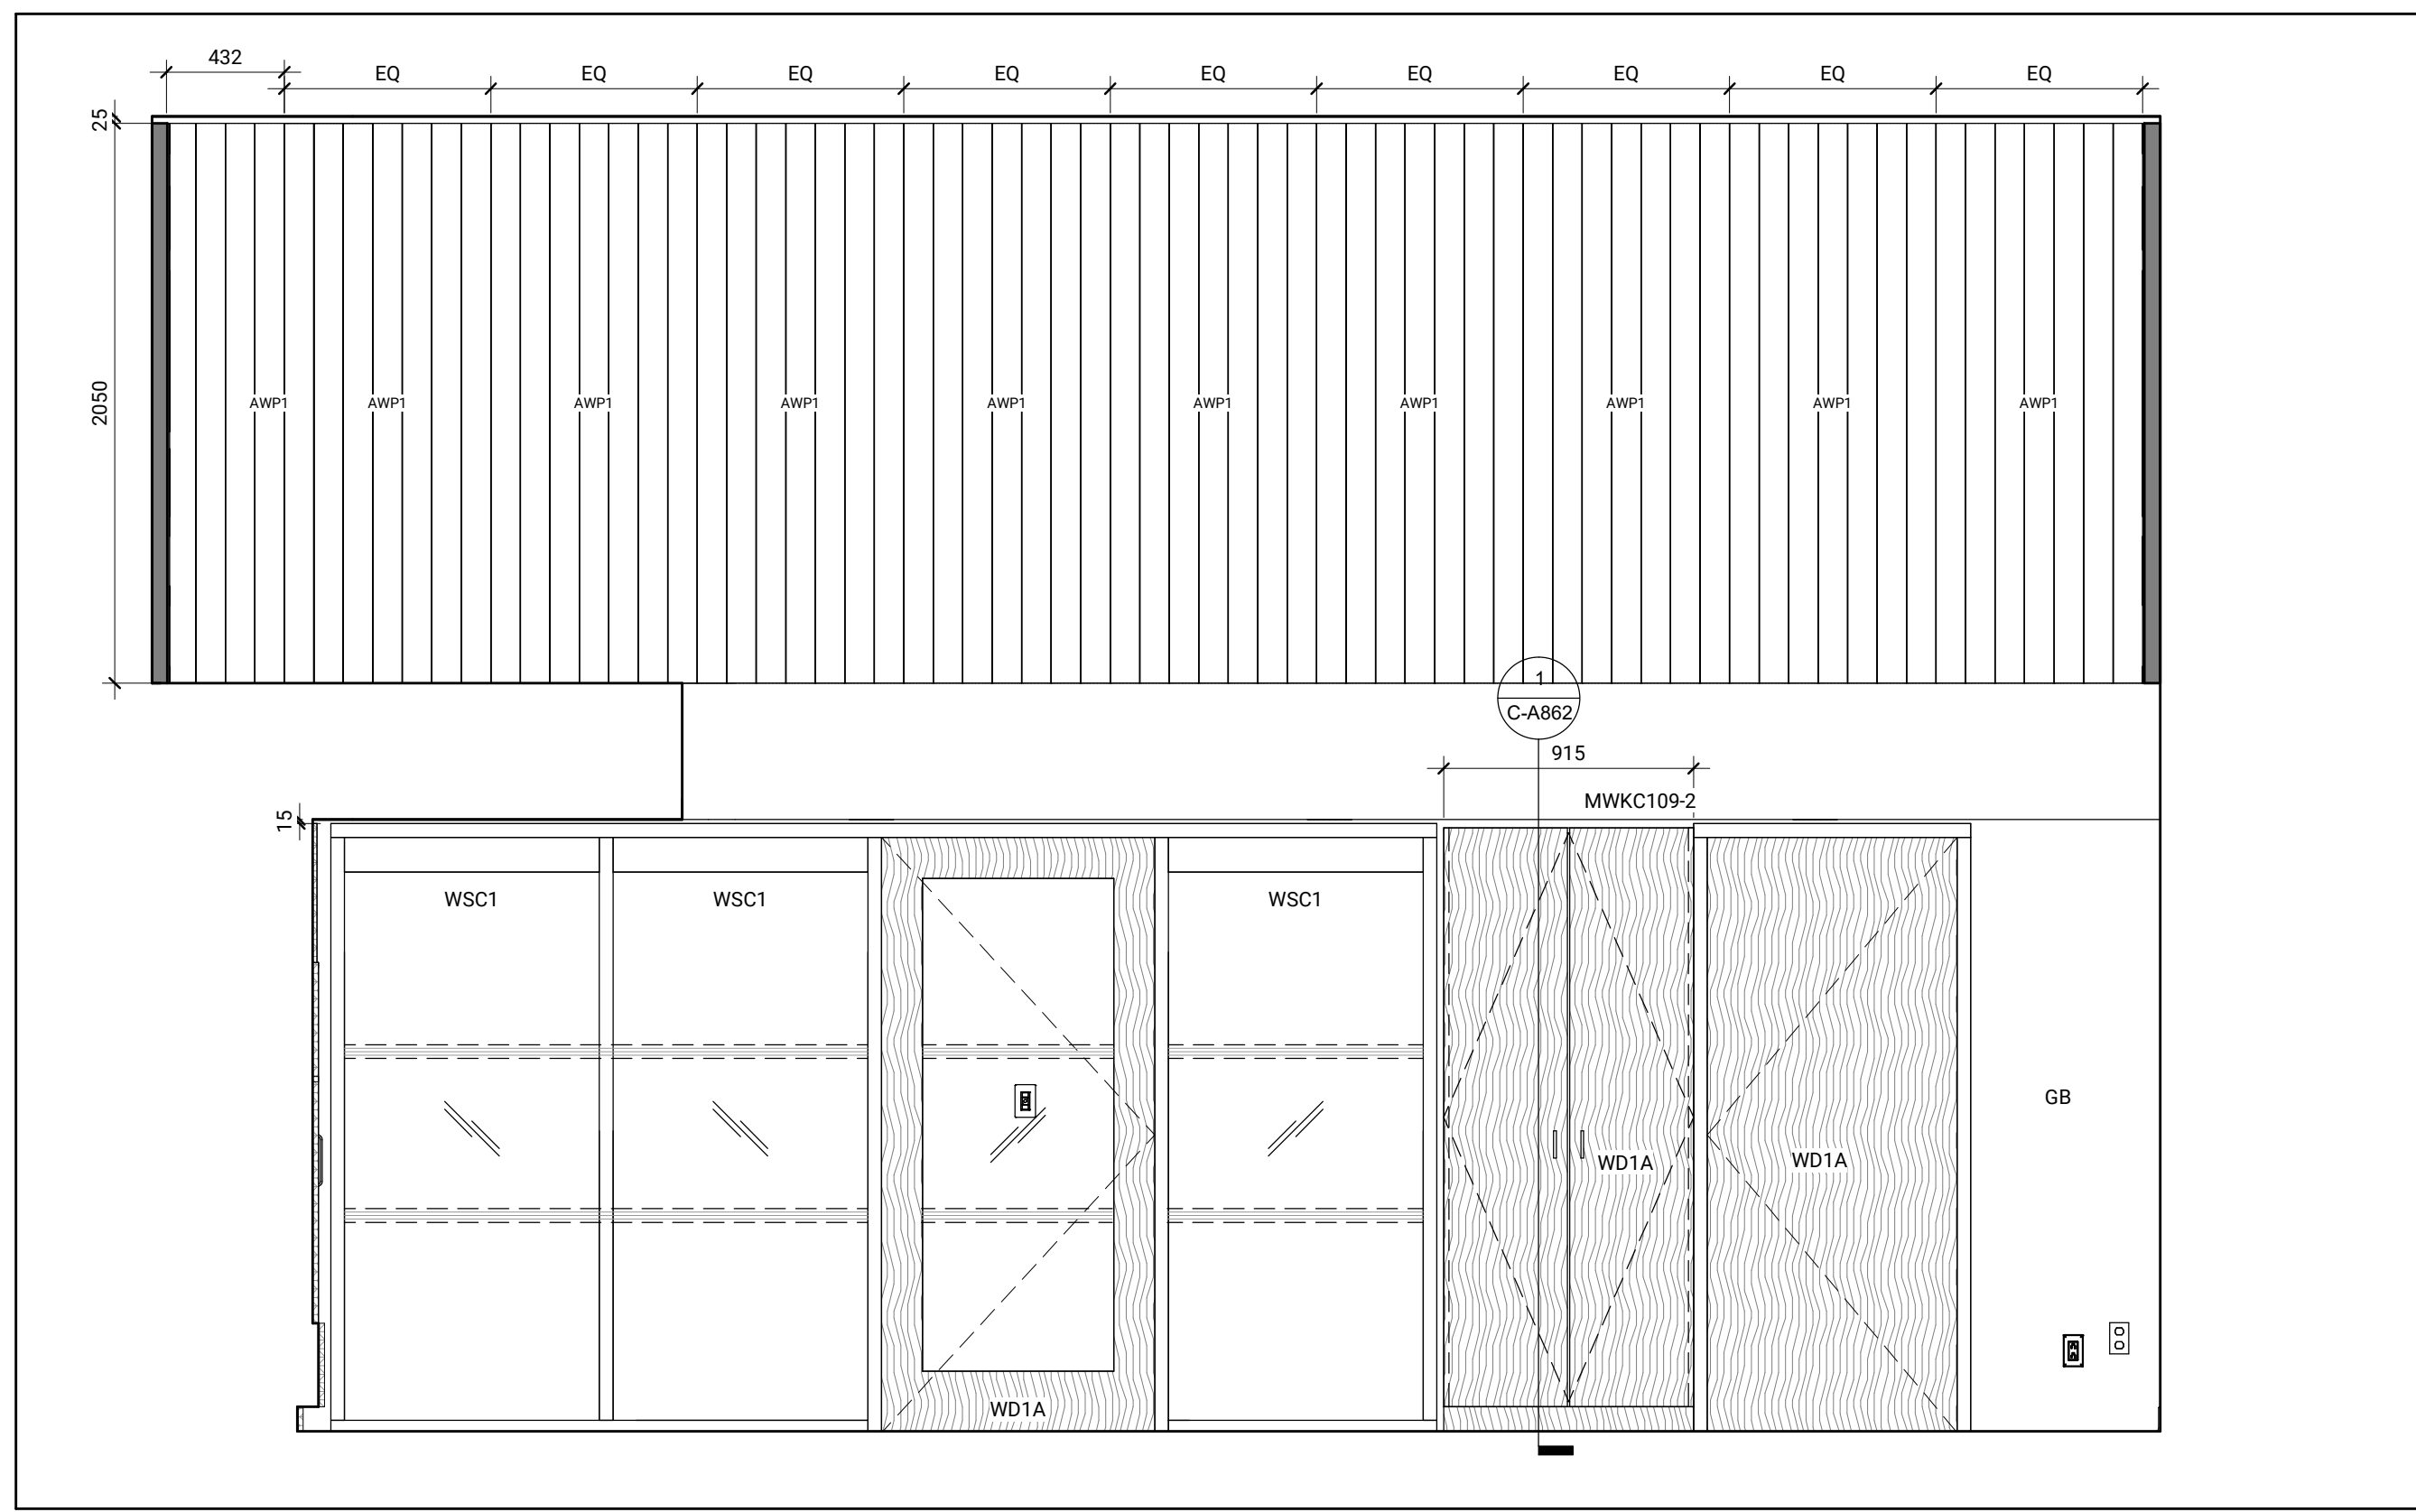 432
EQ EQ EQ EQ EQ EQ EQ EQ EQ
25
2050
AWP1 AWP1 AWP1 AWP1 AWP1 AWP1 AWP1 AWP1 AWP1 AWP1
1
C-A862
915
MWKC109-2
15
WSC1 WSC1 WSC1
GB
WD1A WD1A
WD1A